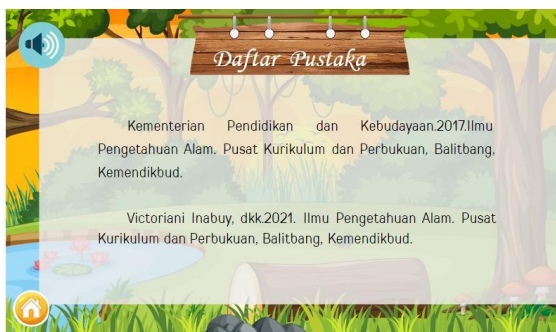 Daftar Pustaka
Kementerian Pendidikan dan Kebudayaan.2017.Ilmu
Pengetahuan Alam. Pusat Kurikulum dan Perbukuan, Balitbang,
Kemendikbud.
Victoriani Inabuy, dkk.2021. Ilmu Pengetahuan Alam. Pusat
Kurikulum dan Perbukuan, Balitbang, Kemendikbud.